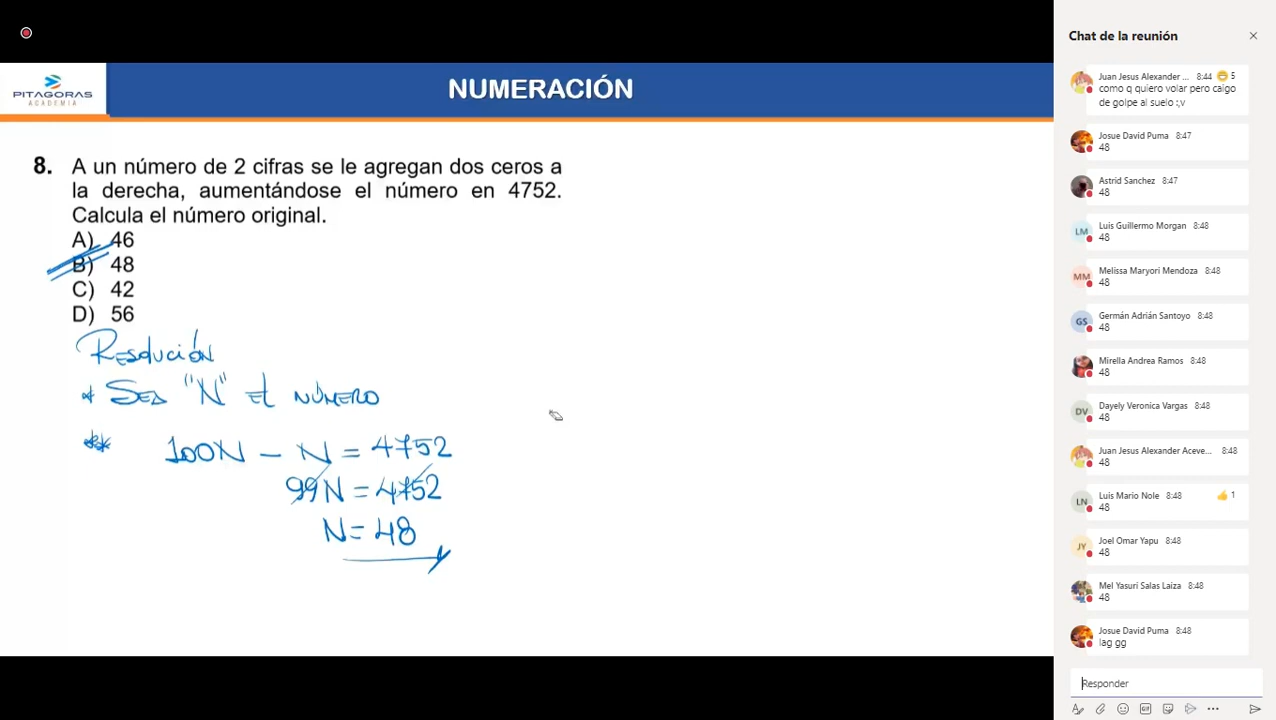 PITAGORAS
ACADEMIA
NUMERACIÓN
8. A un número de 2 cifras se le agregan dos ceros a
la derecha, aumentándose el número en 4752.
Calcula el número original.
A) 46
B) 48
C) 42
D) 56
RESOLUCIÓN
* SEA "N" EL NÚMERO
** 100N - N = 4752
99N = 4752
N = 48
Chat de la reunión
Juan Jesus Alexander ... 8:44 5
como q quiero volar pero caigo
de golpe al suelo :;v
Josue David Puma 8:47
48
Astrid Sanchez 8:47
48
LM Luis Guillermo Morgan 8:48
48
MM Melissa Maryori Mendoza 8:48
48
GS Germán Adrián Santoyo 8:48
48
Mirella Andrea Ramos 8:48
48
DV Dayely Veronica Vargas 8:48
48
Juan Jesus Alexander Aceve... 8:48
48
LN Luis Mario Nole 8:48 1
48
JY Joel Omar Yapu 8:48
48
Mel Yasuri Salas Laiza 8:48
48
Josue David Puma 8:48
lag gg
Responder
GIF